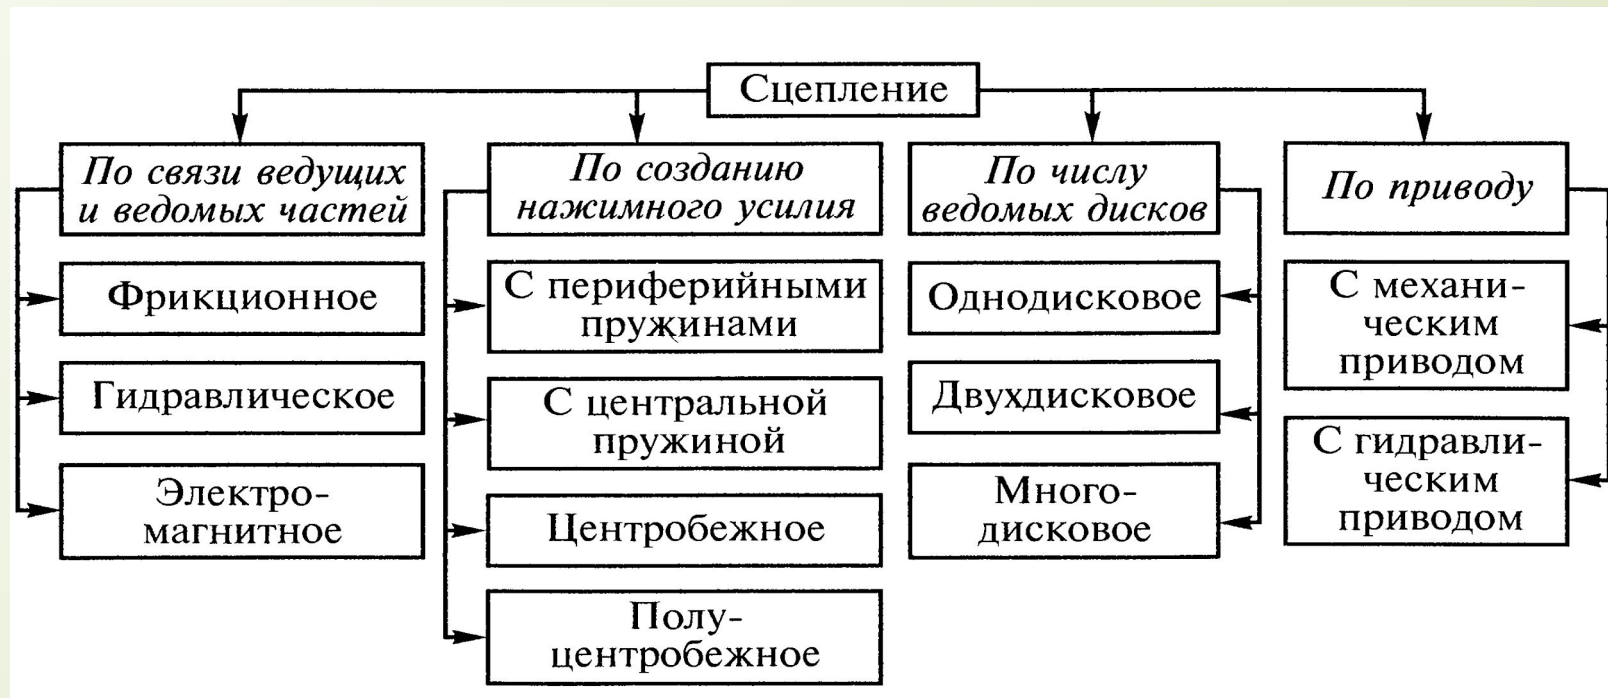 Сцепление
По связи ведущих
и ведомых частей
Фрикционное
Гидравлическое
Электро-
магнитное
По созданию
нажимного усилия
С периферийными
пружинами
С центральной
пружиной
Центробежное
Полу-
центробежное
По числу
ведомых дисков
Однодисковое
Двухдисковое
Много-
дисковое
По приводу
С механи-
ческим
приводом
С гидравли-
ческим
приводом